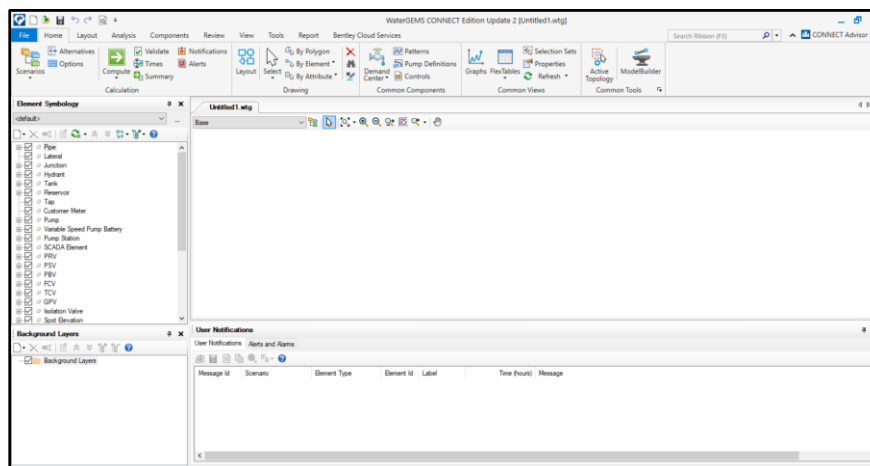 WaterGEMS CONNECT Edition Update 2 [Untitled1.wtg]
File Home Layout Analysis Components Review View Tools Report Bentley Cloud Services Search Ribbon (F3) CONNECT Advisor
Scenarios
Alternatives
Options
Compute
Validate
Times
Summary
Notifications
Alerts
Calculation
Layout
Select
By Polygon
By Element
By Attribute
Drawing
Demand Center
Patterns
Pump Definitions
Controls
Common Components
Graphs
FlexTables
Selection Sets
Properties
Refresh
Common Views
Active Topology
ModelBuilder
Common Tools
Element Symbology
<default>
Pipe
Lateral
Junction
Hydrant
Tank
Reservoir
Tap
Customer Meter
Pump
Variable Speed Pump Battery
Pump Station
SCADA Element
PRV
PSV
PBV
FCV
TCV
GPV
Isolation Valve
Spot Elevation
Background Layers
Background Layers
Untitled1.wtg
Base
User Notifications
User Notifications Alerts and Alarms
Message Id Scenario Element Type Element Id Label Time (hours) Message